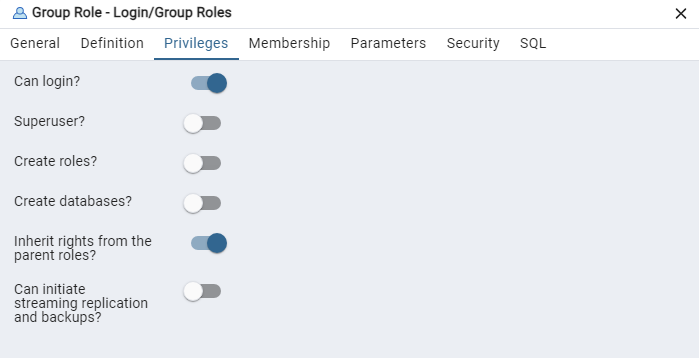 Group Role - Login/Group Roles
General Definition Privileges Membership Parameters Security SQL
Can login?
Superuser?
Create roles?
Create databases?
Inherit rights from the
parent roles?
Can initiate
streaming replication
and backups?